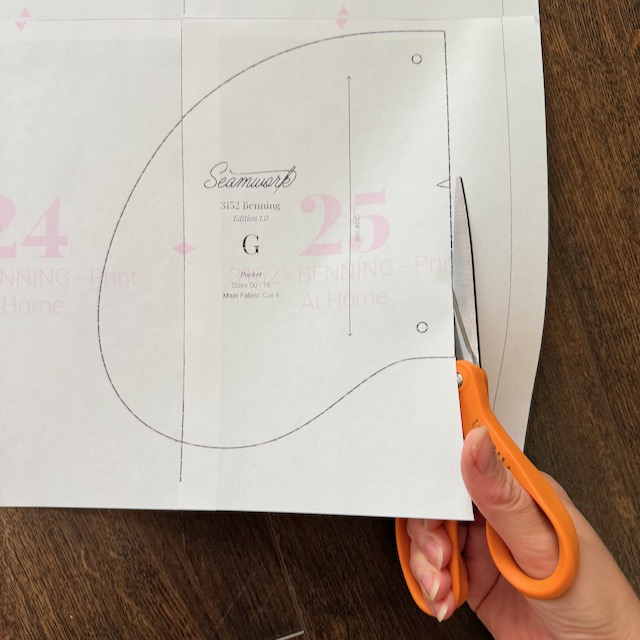 Seamwork
3152 Benning
Edition 1.0
G
Pocket
Sizes 00 - 16
Main Fabric: Cut 4
24
25
BENNING - Print
Home
BENNING - Prin
At Home